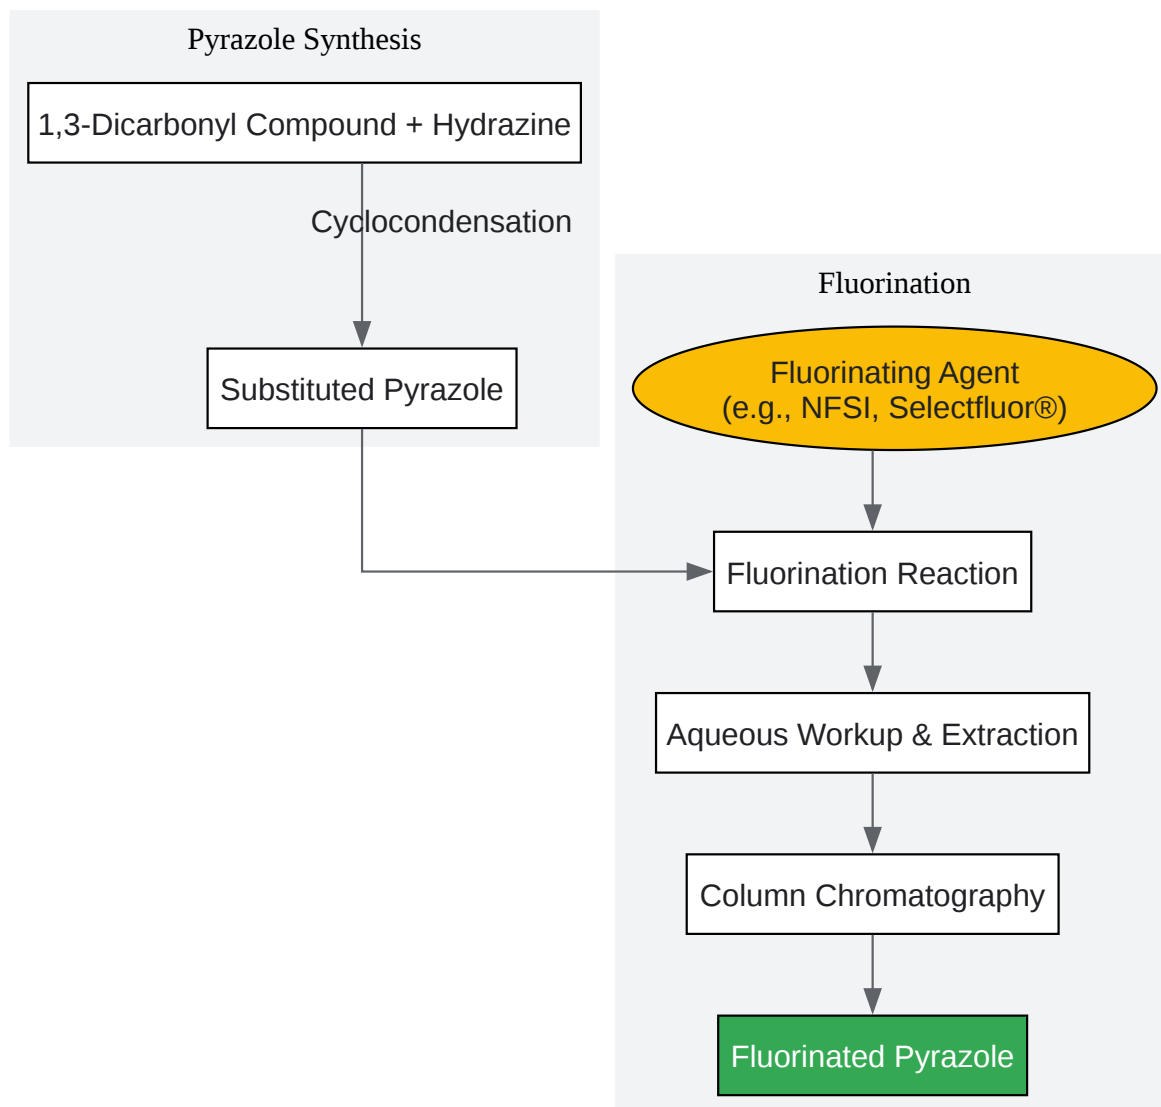 Pyrazole Synthesis
1,3-Dicarbonyl Compound + Hydrazine
Cyclocondensation
Substituted Pyrazole
Fluorination
Fluorinating Agent
(e.g., NFSI, Selectfluor®)
Fluorination Reaction
Aqueous Workup & Extraction
Column Chromatography
Fluorinated Pyrazole